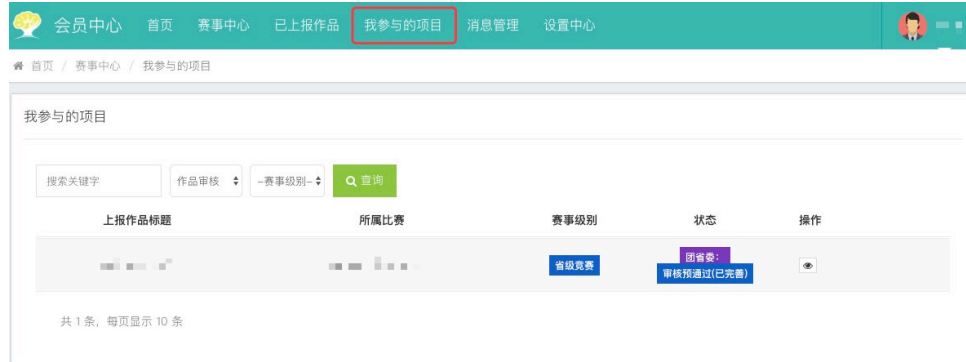 会员中心 首页 赛事中心 已上报作品 我参与的项目 消息管理 设置中心
首页 / 赛事中心 / 我参与的项目
我参与的项目
搜索关键字 作品审核 -赛事级别- 查询
上报作品标题 所属比赛 赛事级别 状态 操作
省级竞赛 团省委：
审核预通过(已完善)
共 1 条，每页显示 10 条